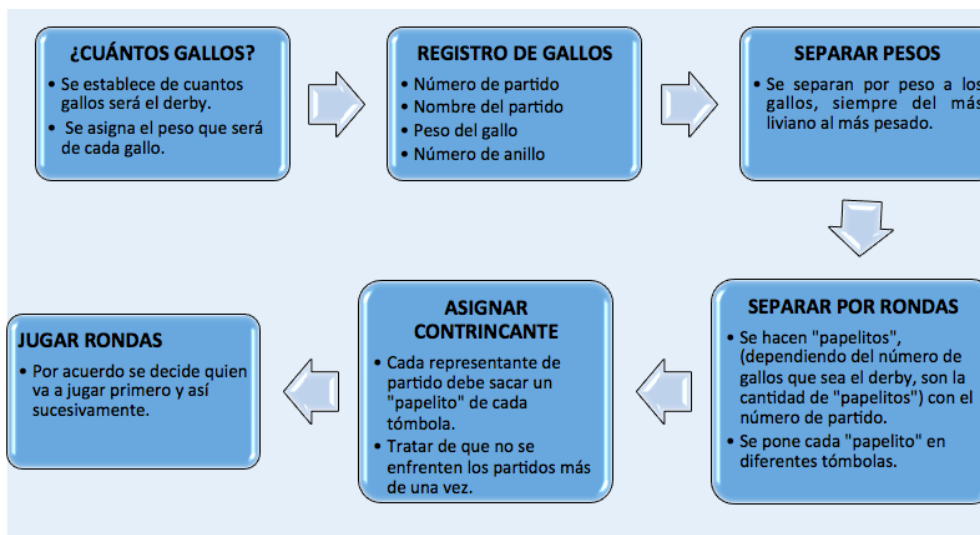 ¿CUÁNTOS GALLOS?
• Se establece de cuantos
gallos será el derby.
• Se asigna el peso que será
de cada gallo.
REGISTRO DE GALLOS
• Número de partido
• Nombre del partido
• Peso del gallo
• Número de anillo
SEPARAR PESOS
• Se separan por peso a los
gallos, siempre del más
liviano al más pesado.
SEPARAR POR RONDAS
• Se hacen "papelitos",
(dependiendo del número de
gallos que sea el derby, son la
cantidad de "papelitos") con el
número de partido.
• Se pone cada "papelito" en
diferentes tómbolas.
ASIGNAR
CONTRINCANTE
• Cada representante de
partido debe sacar un
"papelito" de cada
tómbola.
• Tratar de que no se
enfrenten los partidos más
de una vez.
JUGAR RONDAS
• Por acuerdo se decide quien
va a jugar primero y así
sucesivamente.